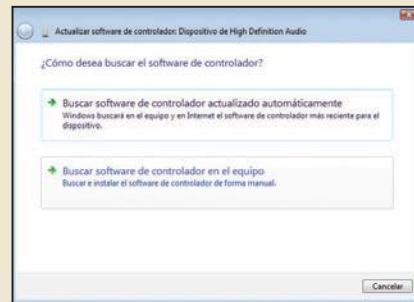 Actualizar software de controlador: Dispositivo de High Definition Audio
¿Cómo desea buscar el software de controlador?
Buscar software de controlador actualizado automáticamente
Windows buscará en el equipo y en Internet el software de controlador más reciente para el
dispositivo.
Buscar software de controlador en el equipo
Buscar e instalar el software de controlador de forma manual.
Cancelar